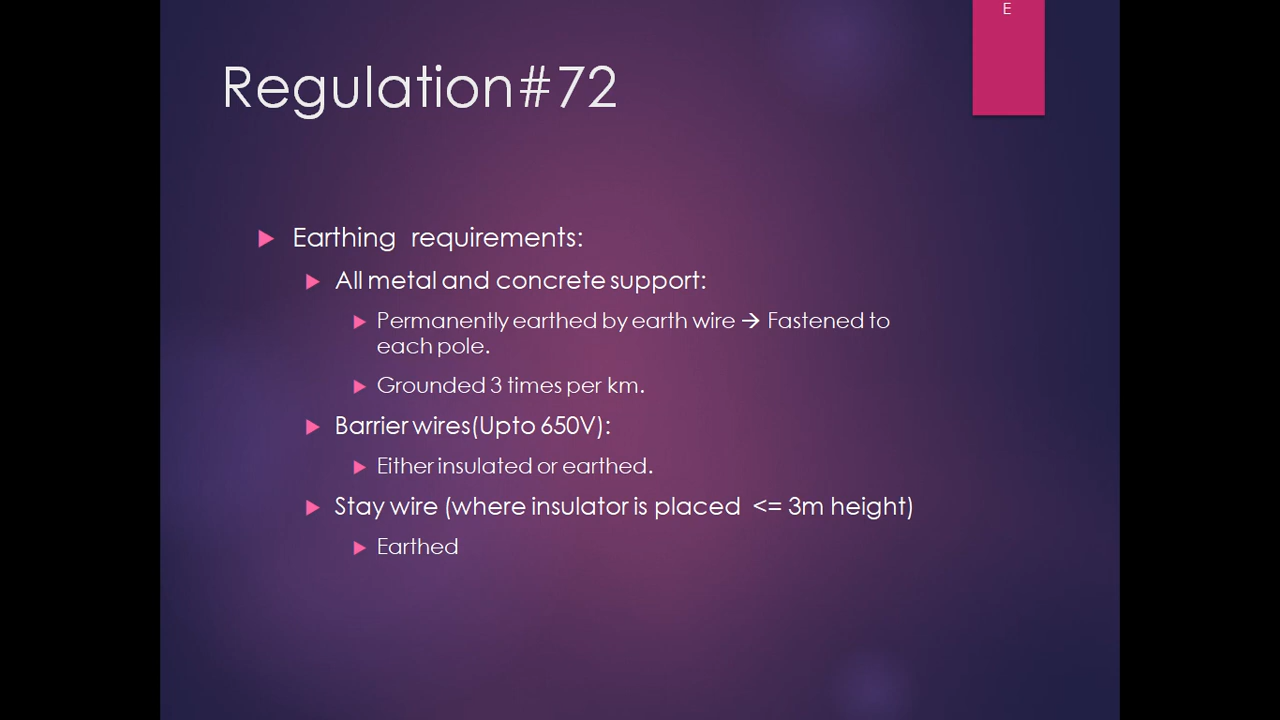 E
Regulation#72
Earthing requirements:
All metal and concrete support:
Permanently earthed by earth wire → Fastened to
each pole.
Grounded 3 times per km.
Barrier wires(Upto 650V):
Either insulated or earthed.
Stay wire (where insulator is placed <= 3m height)
Earthed